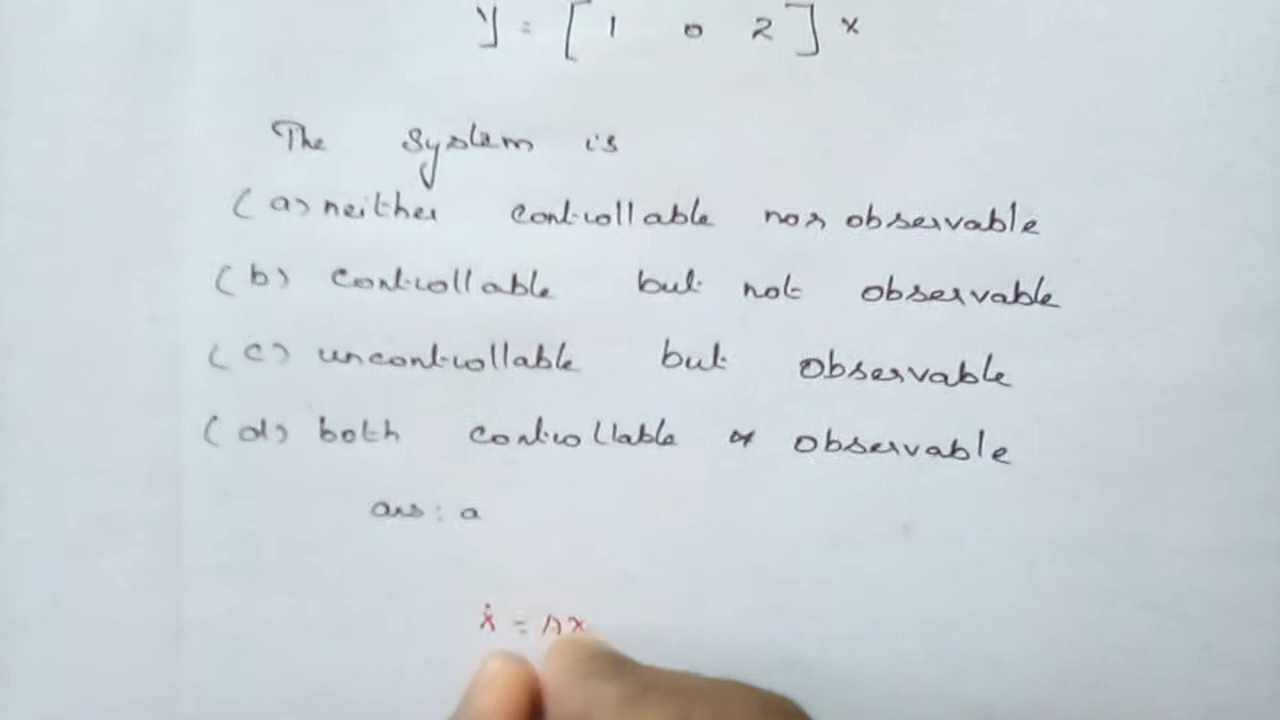 y = [ 1 0 2 ] x
The system is
(a) neither controllable nor observable
(b) controllable but not observable
(c) uncontrollable but observable
(d) both controllable & observable
ans: a
ẋ = Ax